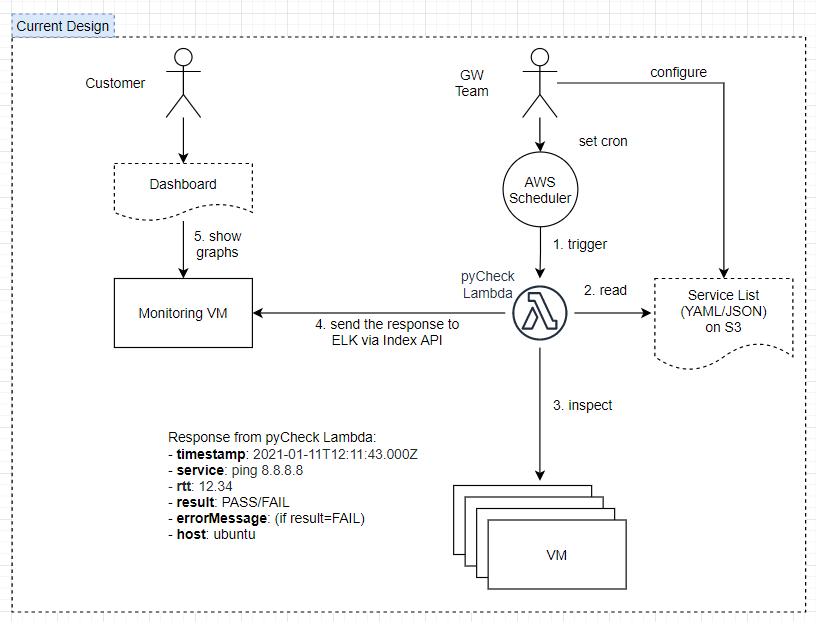 Current Design
Customer
GW
Team
configure
set cron
Dashboard
AWS
Scheduler
5. show
graphs
1. trigger
pyCheck
Lambda
2. read
Service List
(YAML/JSON)
on S3
Monitoring VM
4. send the response to
ELK via Index API
3. inspect
Response from pyCheck Lambda:
- timestamp: 2021-01-11T12:11:43.000Z
- service: ping 8.8.8.8
- rtt: 12.34
- result: PASS/FAIL
- errorMessage: (if result=FAIL)
- host: ubuntu
VM